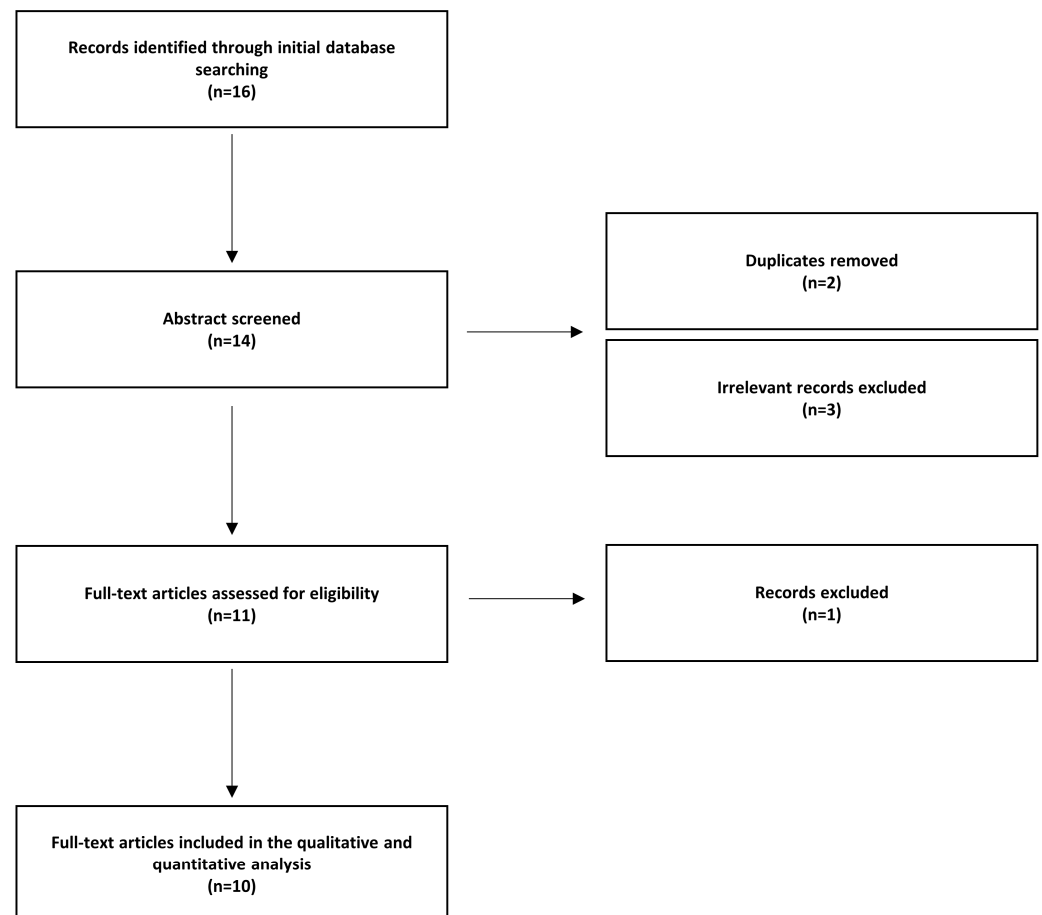 Records identified through initial database
searching
(n=16)
Abstract screened
(n=14)
Duplicates removed
(n=2)
Irrelevant records excluded
(n=3)
Full-text articles assessed for eligibility
(n=11)
Records excluded
(n=1)
Full-text articles included in the qualitative and
quantitative analysis
(n=10)